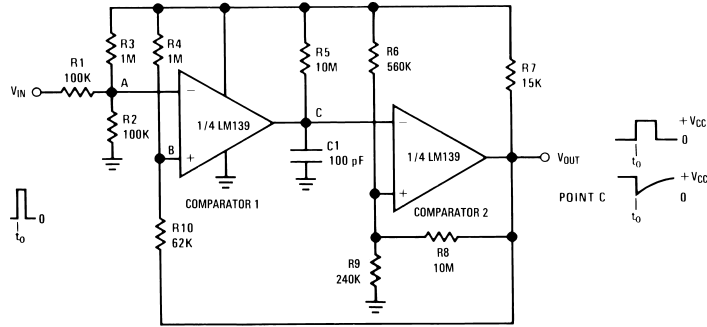 R3
1M
R4
1M
R5
10M
R6
560K
R7
15K
R1
100K
A
V_IN
−
1/4 LM139
C
−
+V_CC
0
t_0
R2
100K
B
+
C1
100 pF
1/4 LM139
V_OUT
+
COMPARATOR 1
COMPARATOR 2
POINT C
+V_CC
0
t_0
0
t_0
R10
62K
R9
240K
R8
10M